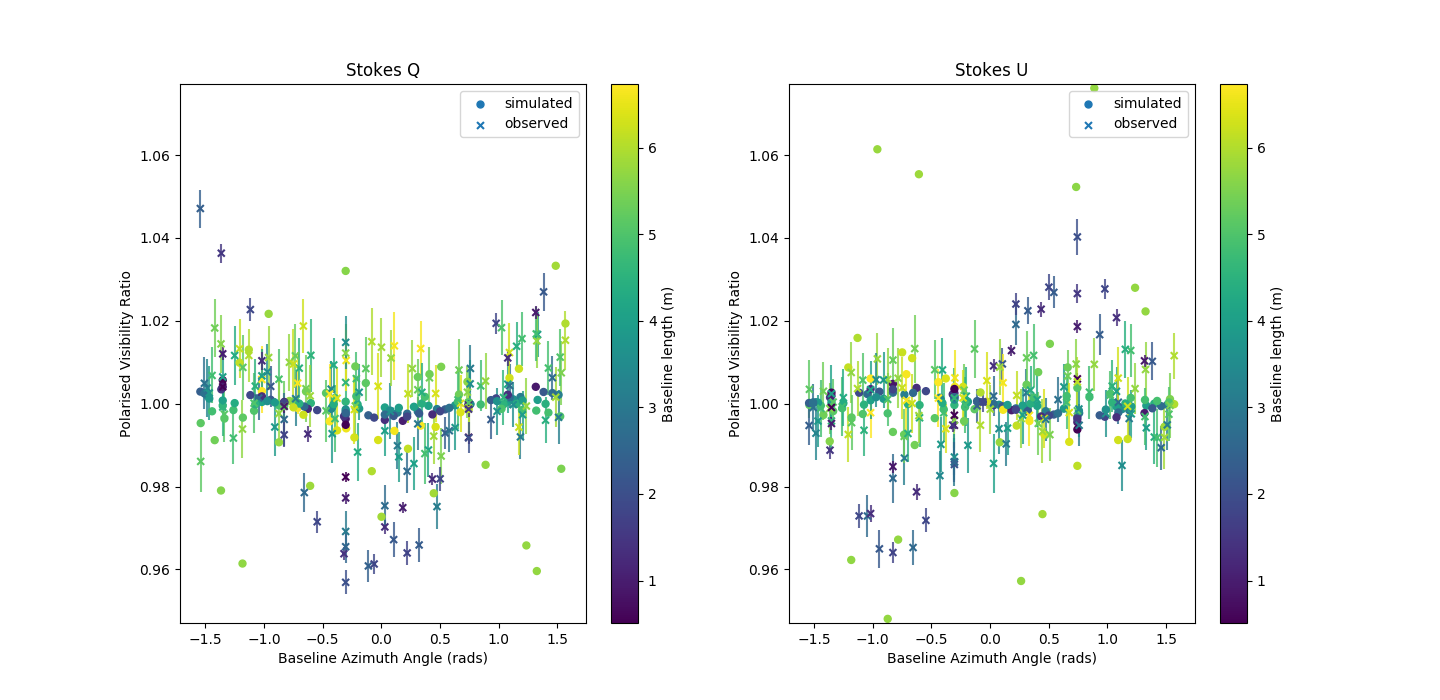 Stokes Q
simulated
observed
1.06
1.04
1.02
1.00
0.98
0.96
Polarised Visibility Ratio
−1.5 −1.0 −0.5 0.0 0.5 1.0 1.5
Baseline Azimuth Angle (rads)
6
5
4
3
2
1
Baseline length (m)
Stokes U
simulated
observed
1.06
1.04
1.02
1.00
0.98
0.96
Polarised Visibility Ratio
−1.5 −1.0 −0.5 0.0 0.5 1.0 1.5
Baseline Azimuth Angle (rads)
6
5
4
3
2
1
Baseline length (m)